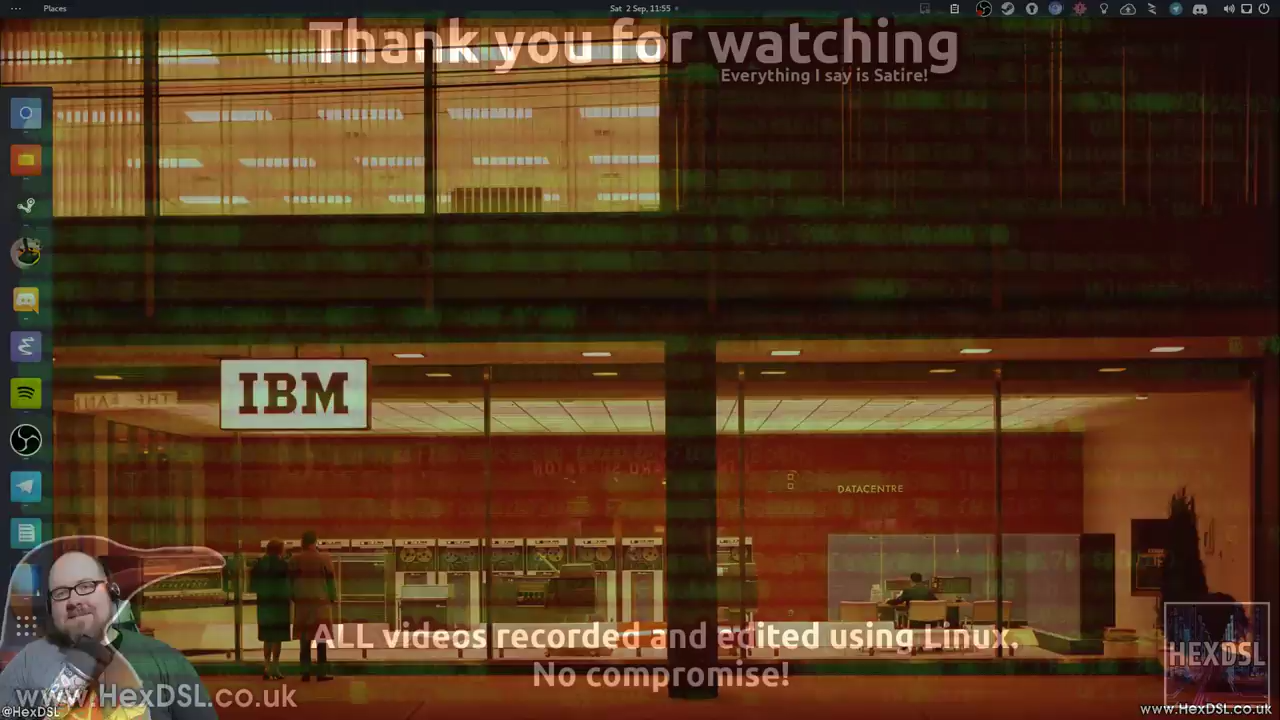 Places
Sat 2 Sep, 11:55
Thank you for watching
Everything I say is Satire!
IBM
DATACENTRE
ALL videos recorded and edited using Linux.
No compromise!
HEXDSL
www.HexDSL.co.uk
@HexDSL
www.HexDSL.co.uk